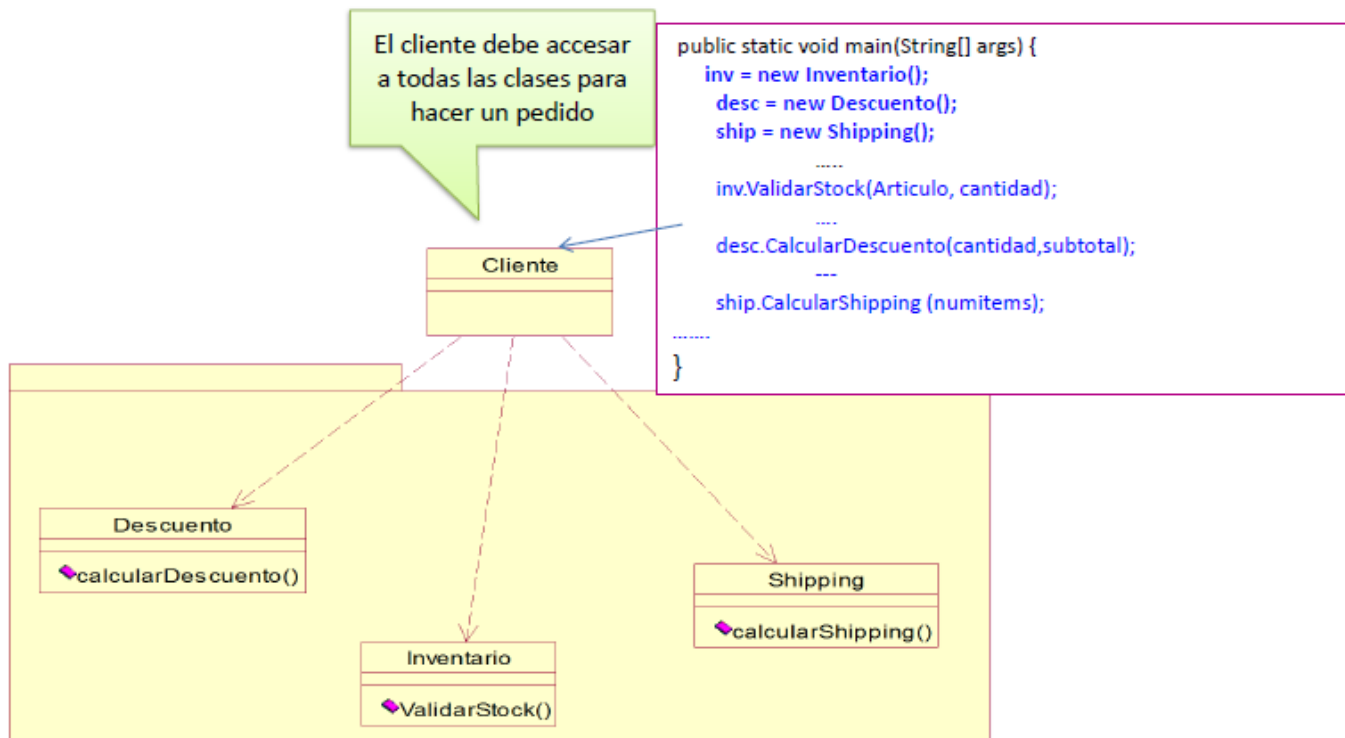 El cliente debe accesar
a todas las clases para
hacer un pedido
public static void main(String[] args) {
inv = new Inventario();
desc = new Descuento();
ship = new Shipping();
.....
inv.ValidarStock(Articulo, cantidad);
....
desc.CalcularDescuento(cantidad,subtotal);
---
ship.CalcularShipping (numitems);
.......
}
Cliente
Descuento
calcularDescuento()
Shipping
calcularShipping()
Inventario
ValidarStock()